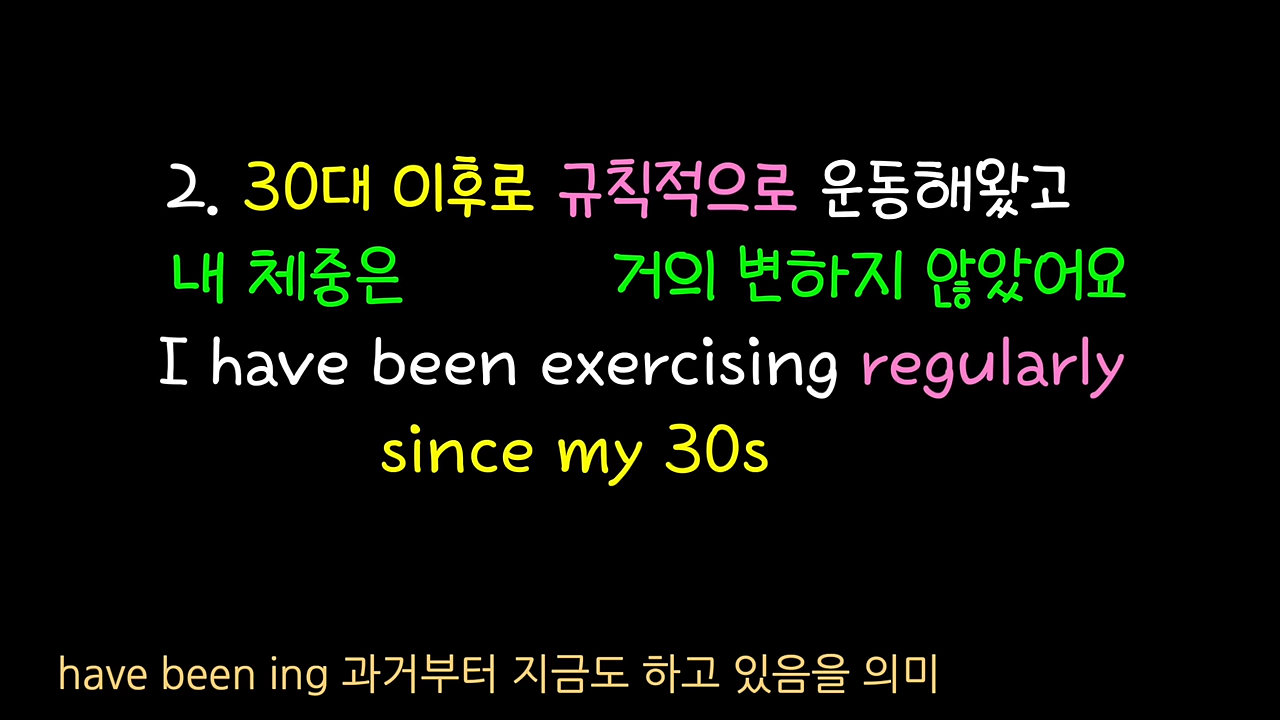 2. 30대 이후로 규칙적으로 운동해왔고
내 체중은 거의 변하지 않았어요
I have been exercising regularly
since my 30s
have been ing 과거부터 지금도 하고 있음을 의미